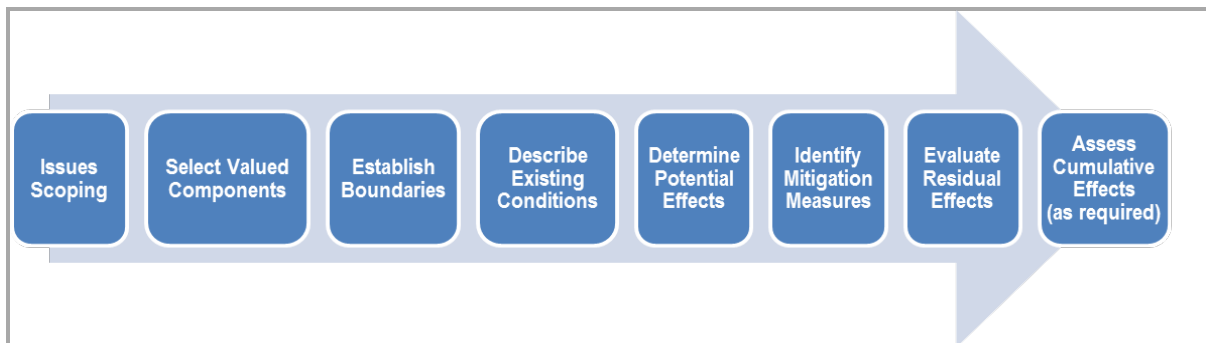 Issues
Scoping
Select Valued
Components
Establish
Boundaries
Describe
Existing
Conditions
Determine
Potential
Effects
Identify
Mitigation
Measures
Evaluate
Residual
Effects
Assess
Cumulative
Effects
(as required)